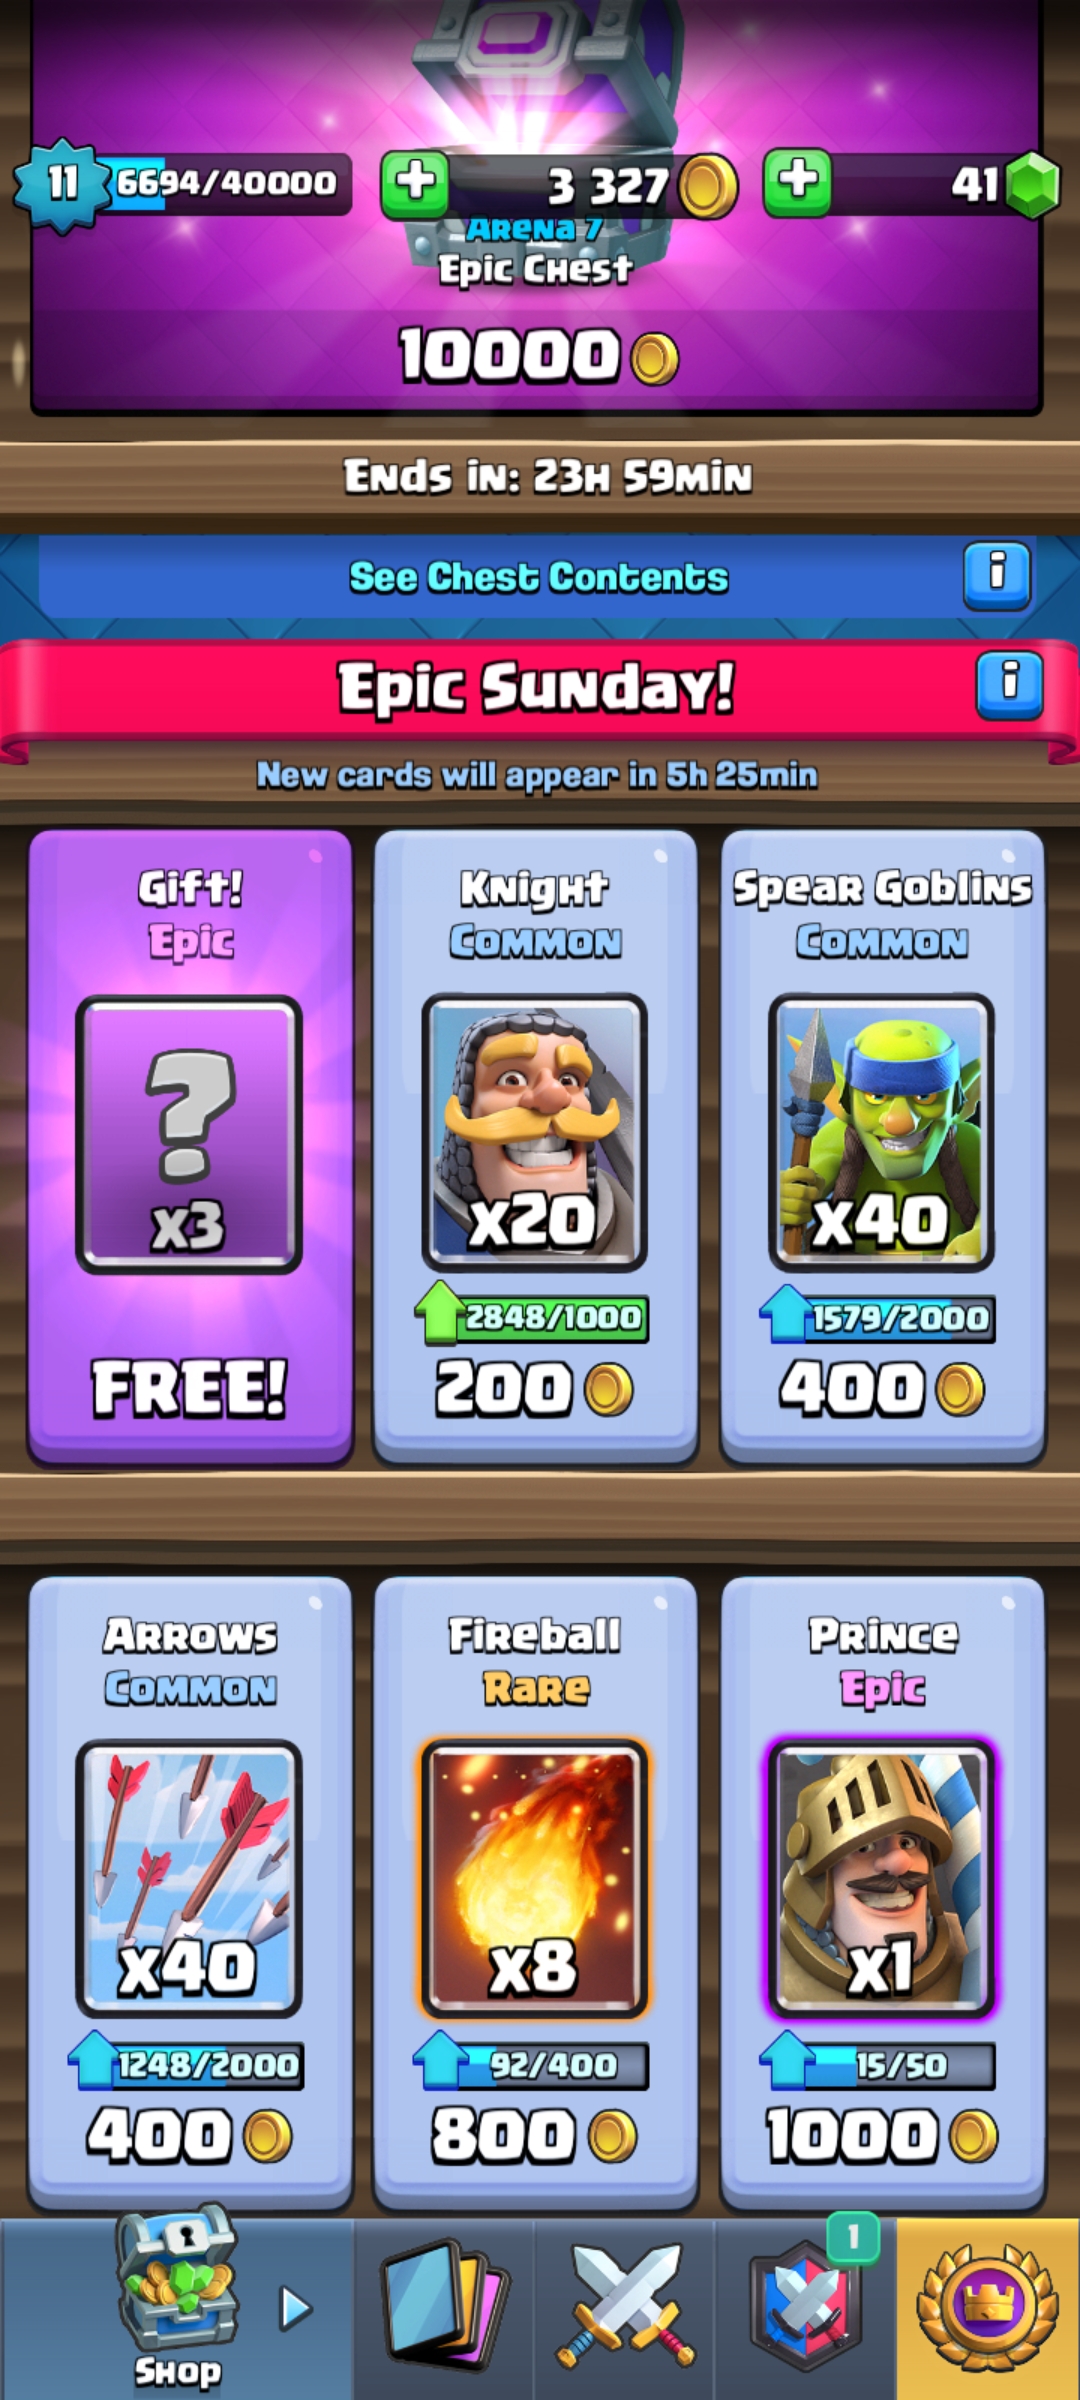 11
6694/40000
3 327
41
Arena 7
Epic Chest
10000
Ends in: 23h 59min
See Chest Contents
i
Epic Sunday!
i
New cards will appear in 5h 25min
Gift!
Epic
?
x3
FREE!
Knight
Common
x20
2848/1000
200
Spear Goblins
Common
x40
1579/2000
400
Arrows
Common
x40
1248/2000
400
Fireball
Rare
x8
92/400
800
Prince
Epic
x1
15/50
1000
Shop
1